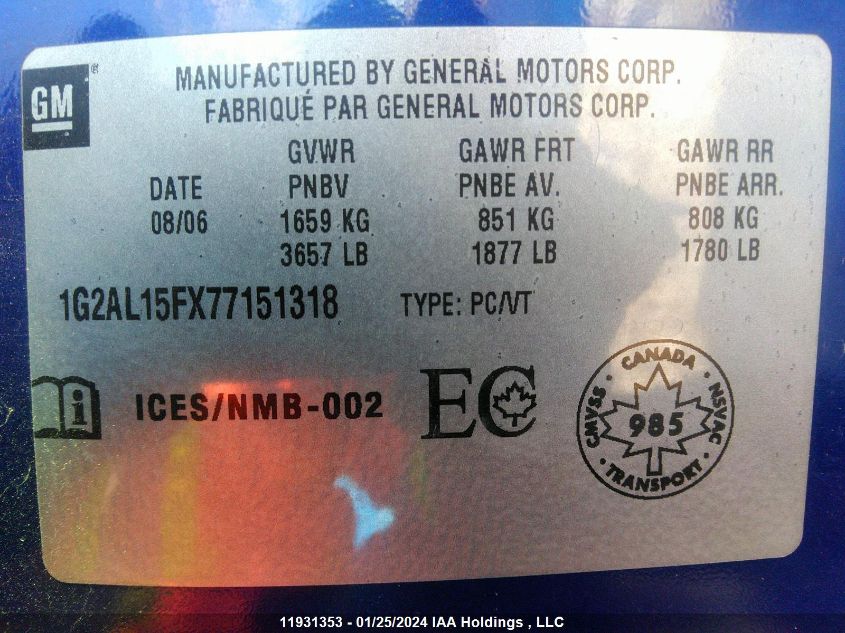 GM
MANUFACTURED BY GENERAL MOTORS CORP.
FABRIQUÉ PAR GENERAL MOTORS CORP.
GVWR GAWR FRT GAWR RR
DATE PNBV PNBE AV. PNBE ARR.
08/06 1659 KG 851 KG 808 KG
3657 LB 1877 LB 1780 LB
1G2AL15FX77151318 TYPE: PC/VT
i ICES/NMB-002 EC
CANADA
CMVSS 985 NSVAC
TRANSPORT
11931353 - 01/25/2024 IAA Holdings , LLC